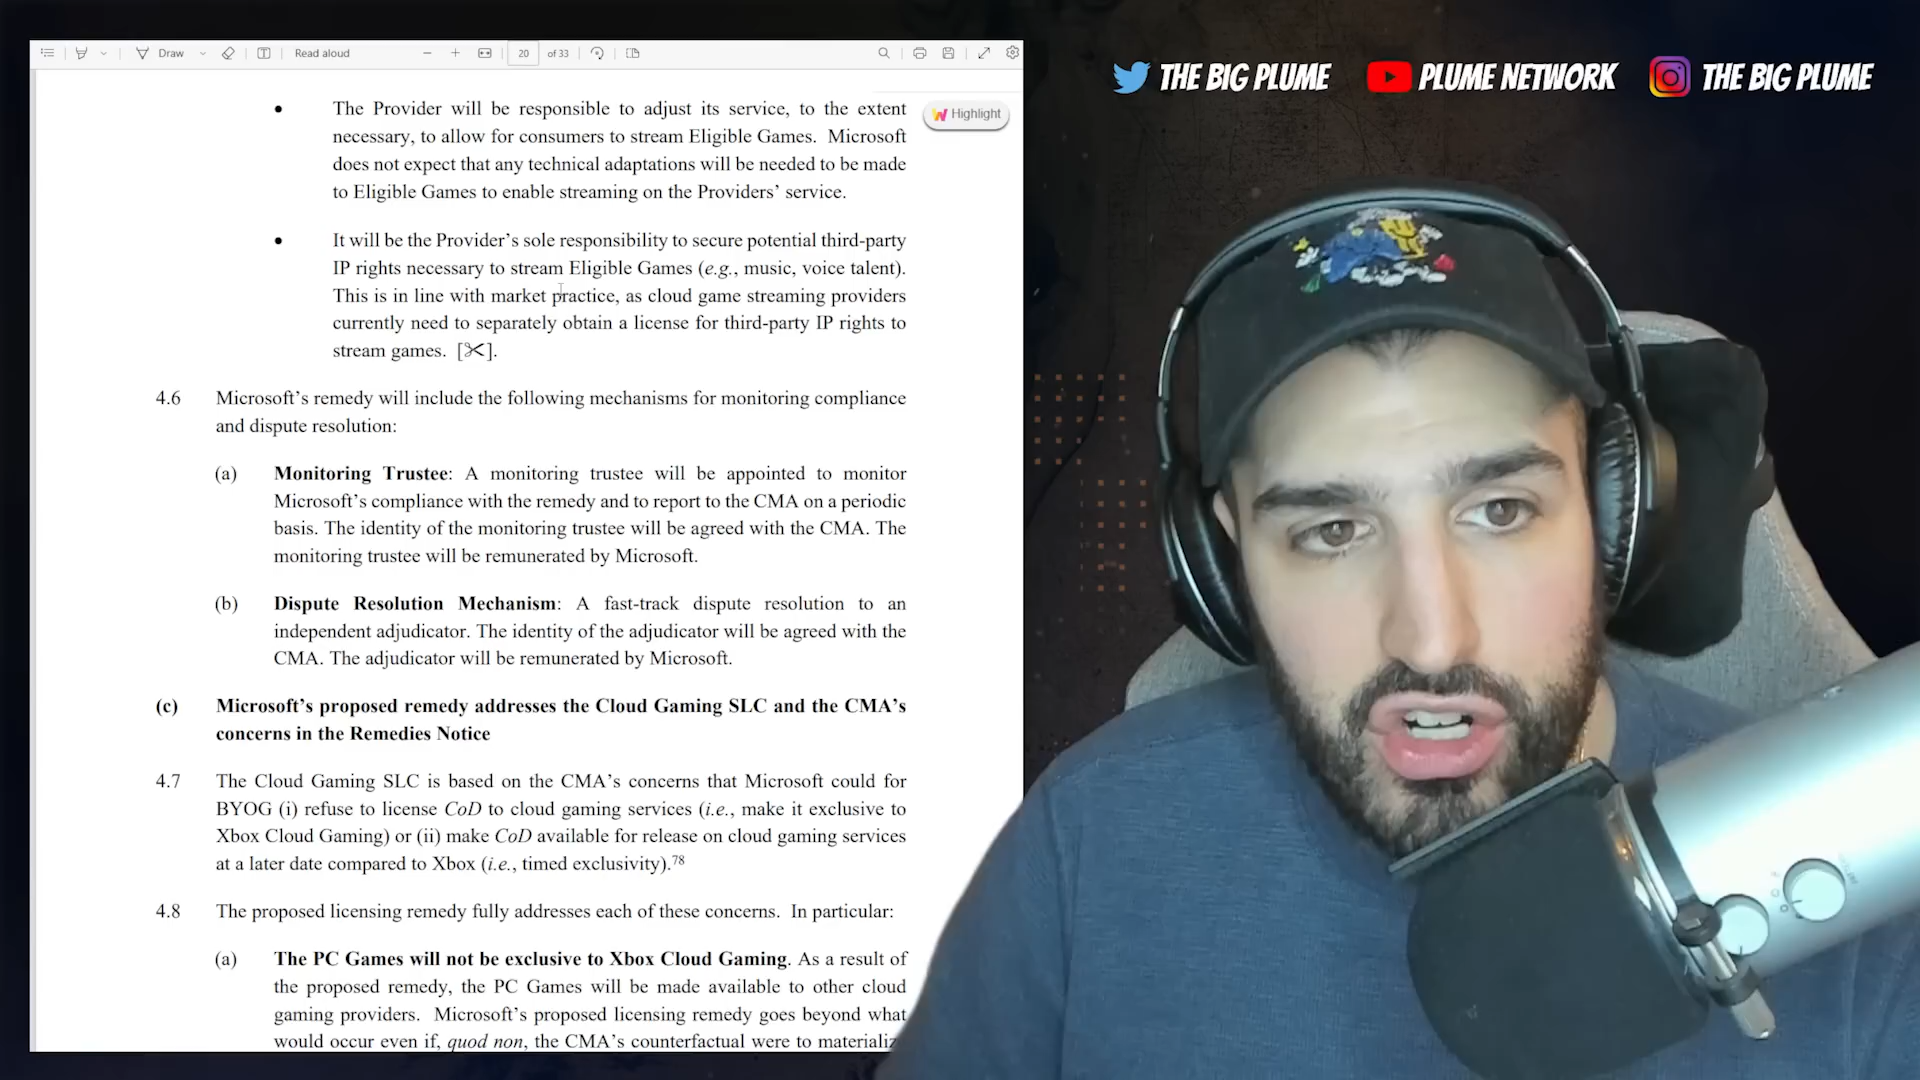 Draw
Read aloud
20
of 33
THE BIG PLUME
PLUME NETWORK
THE BIG PLUME
Highlight
• The Provider will be responsible to adjust its service, to the extent
necessary, to allow for consumers to stream Eligible Games. Microsoft
does not expect that any technical adaptations will be needed to be made
to Eligible Games to enable streaming on the Providers’ service.
• It will be the Provider’s sole responsibility to secure potential third-party
IP rights necessary to stream Eligible Games (e.g., music, voice talent).
This is in line with market practice, as cloud game streaming providers
currently need to separately obtain a license for third-party IP rights to
stream games. [✂].
4.6 Microsoft’s remedy will include the following mechanisms for monitoring compliance
and dispute resolution:
(a) Monitoring Trustee: A monitoring trustee will be appointed to monitor
Microsoft’s compliance with the remedy and to report to the CMA on a periodic
basis. The identity of the monitoring trustee will be agreed with the CMA. The
monitoring trustee will be remunerated by Microsoft.
(b) Dispute Resolution Mechanism: A fast-track dispute resolution to an
independent adjudicator. The identity of the adjudicator will be agreed with the
CMA. The adjudicator will be remunerated by Microsoft.
(c) Microsoft’s proposed remedy addresses the Cloud Gaming SLC and the CMA’s
concerns in the Remedies Notice
4.7 The Cloud Gaming SLC is based on the CMA’s concerns that Microsoft could for
BYOG (i) refuse to license CoD to cloud gaming services (i.e., make it exclusive to
Xbox Cloud Gaming) or (ii) make CoD available for release on cloud gaming services
at a later date compared to Xbox (i.e., timed exclusivity).78
4.8 The proposed licensing remedy fully addresses each of these concerns. In particular:
(a) The PC Games will not be exclusive to Xbox Cloud Gaming. As a result of
the proposed remedy, the PC Games will be made available to other cloud
gaming providers. Microsoft’s proposed licensing remedy goes beyond what
would occur even if, quod non, the CMA’s counterfactual were to